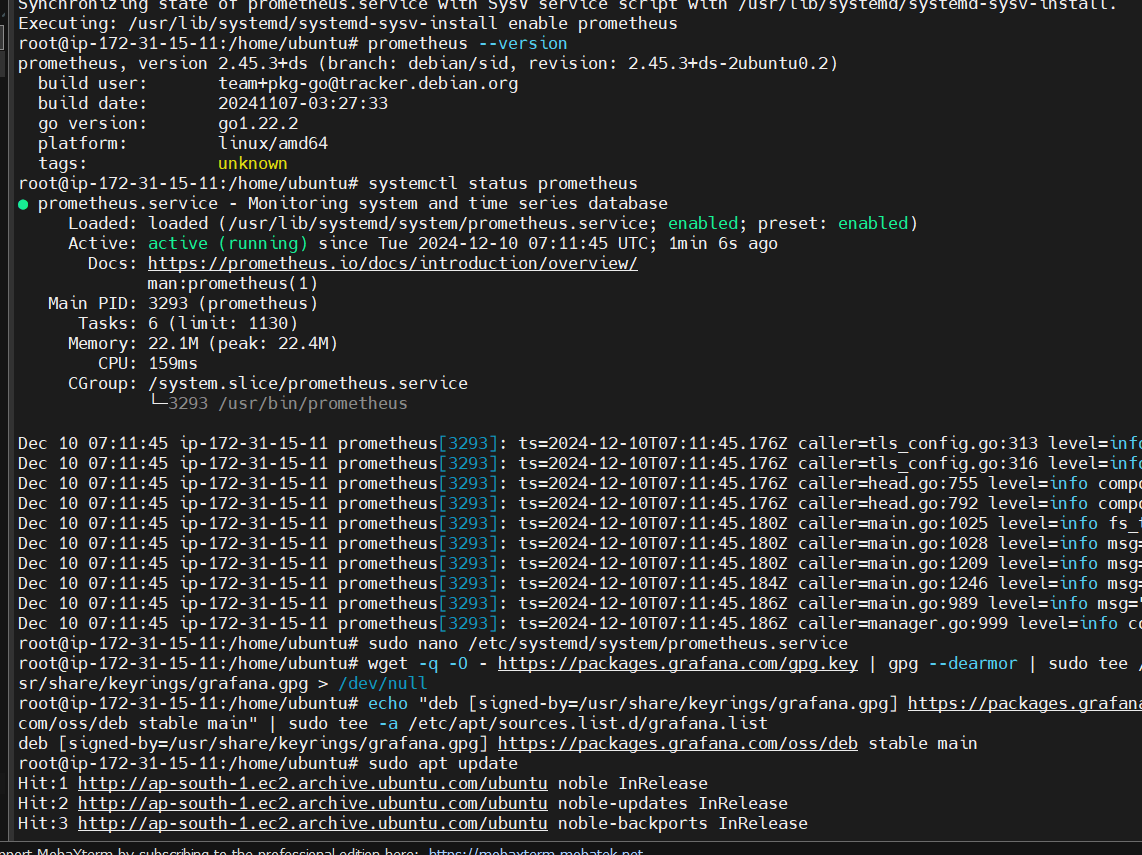 Synchronizing state of prometheus.service with SysV service script with /usr/lib/systemd/systemd-sysv-install.
Executing: /usr/lib/systemd/systemd-sysv-install enable prometheus
root@ip-172-31-15-11:/home/ubuntu# prometheus --version
prometheus, version 2.45.3+ds (branch: debian/sid, revision: 2.45.3+ds-2ubuntu0.2)
  build user:       team+pkg-go@tracker.debian.org
  build date:       20241107-03:27:33
  go version:       go1.22.2
  platform:         linux/amd64
  tags:             unknown
root@ip-172-31-15-11:/home/ubuntu# systemctl status prometheus
● prometheus.service - Monitoring system and time series database
     Loaded: loaded (/usr/lib/systemd/system/prometheus.service; enabled; preset: enabled)
     Active: active (running) since Tue 2024-12-10 07:11:45 UTC; 1min 6s ago
       Docs: https://prometheus.io/docs/introduction/overview/
             man:prometheus(1)
   Main PID: 3293 (prometheus)
      Tasks: 6 (limit: 1130)
     Memory: 22.1M (peak: 22.4M)
        CPU: 159ms
     CGroup: /system.slice/prometheus.service
             └─3293 /usr/bin/prometheus
Dec 10 07:11:45 ip-172-31-15-11 prometheus[3293]: ts=2024-12-10T07:11:45.176Z caller=tls_config.go:313 level=info
Dec 10 07:11:45 ip-172-31-15-11 prometheus[3293]: ts=2024-12-10T07:11:45.176Z caller=tls_config.go:316 level=info
Dec 10 07:11:45 ip-172-31-15-11 prometheus[3293]: ts=2024-12-10T07:11:45.176Z caller=head.go:755 level=info compo
Dec 10 07:11:45 ip-172-31-15-11 prometheus[3293]: ts=2024-12-10T07:11:45.176Z caller=head.go:792 level=info compo
Dec 10 07:11:45 ip-172-31-15-11 prometheus[3293]: ts=2024-12-10T07:11:45.180Z caller=main.go:1025 level=info fs_t
Dec 10 07:11:45 ip-172-31-15-11 prometheus[3293]: ts=2024-12-10T07:11:45.180Z caller=main.go:1028 level=info msg=
Dec 10 07:11:45 ip-172-31-15-11 prometheus[3293]: ts=2024-12-10T07:11:45.180Z caller=main.go:1209 level=info msg=
Dec 10 07:11:45 ip-172-31-15-11 prometheus[3293]: ts=2024-12-10T07:11:45.184Z caller=main.go:1246 level=info msg=
Dec 10 07:11:45 ip-172-31-15-11 prometheus[3293]: ts=2024-12-10T07:11:45.186Z caller=main.go:989 level=info msg="
Dec 10 07:11:45 ip-172-31-15-11 prometheus[3293]: ts=2024-12-10T07:11:45.186Z caller=manager.go:999 level=info co
root@ip-172-31-15-11:/home/ubuntu# sudo nano /etc/systemd/system/prometheus.service
root@ip-172-31-15-11:/home/ubuntu# wget -q -O - https://packages.grafana.com/gpg.key | gpg --dearmor | sudo tee /
sr/share/keyrings/grafana.gpg > /dev/null
root@ip-172-31-15-11:/home/ubuntu# echo "deb [signed-by=/usr/share/keyrings/grafana.gpg] https://packages.grafana
com/oss/deb stable main" | sudo tee -a /etc/apt/sources.list.d/grafana.list
deb [signed-by=/usr/share/keyrings/grafana.gpg] https://packages.grafana.com/oss/deb stable main
root@ip-172-31-15-11:/home/ubuntu# sudo apt update
Hit:1 http://ap-south-1.ec2.archive.ubuntu.com/ubuntu noble InRelease
Hit:2 http://ap-south-1.ec2.archive.ubuntu.com/ubuntu noble-updates InRelease
Hit:3 http://ap-south-1.ec2.archive.ubuntu.com/ubuntu noble-backports InRelease
pport MobaXterm by subscribing to the professional edition here: https://mobaxterm.mobatek.net